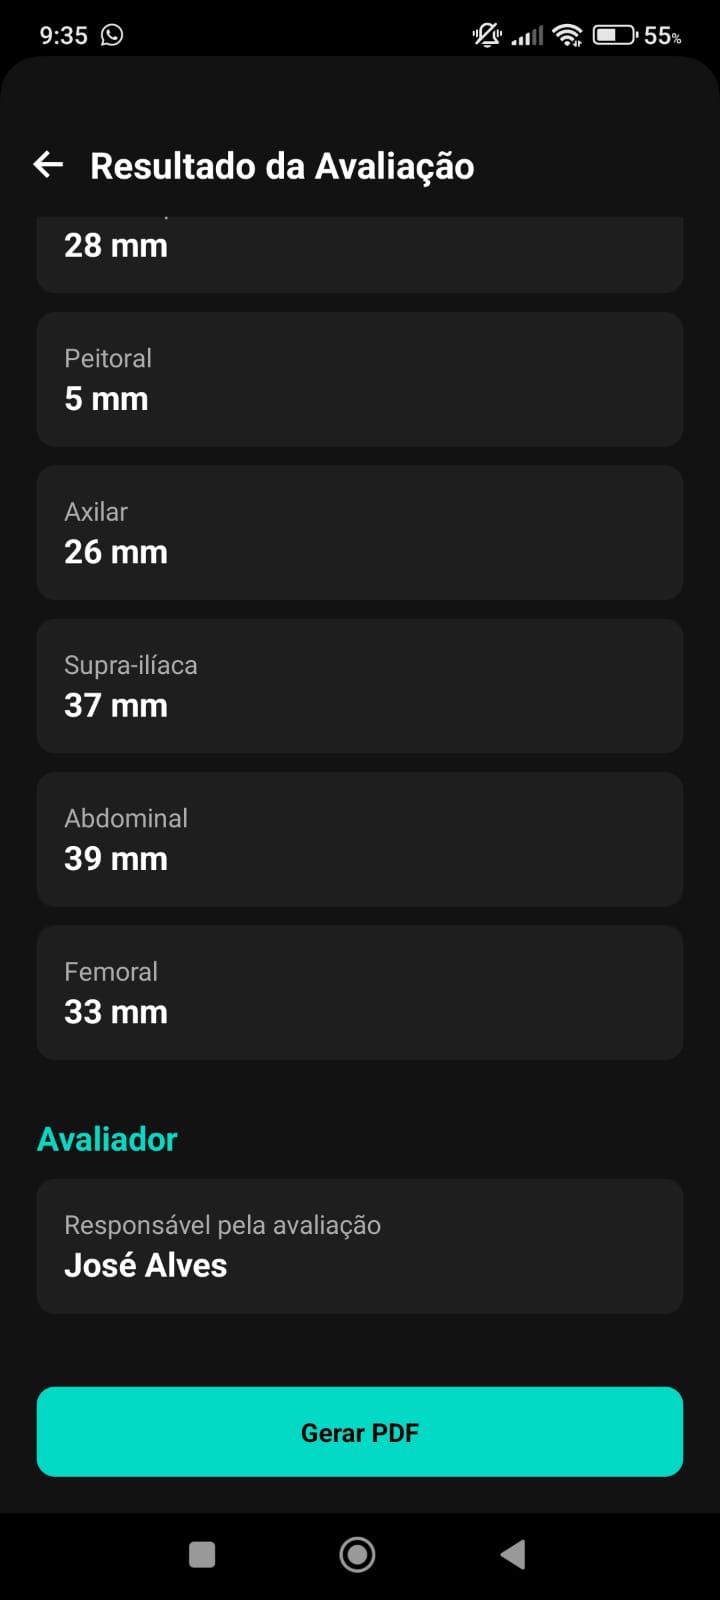 9:35
55%
Resultado da Avaliação
28 mm
Peitoral
5 mm
Axilar
26 mm
Supra-ilíaca
37 mm
Abdominal
39 mm
Femoral
33 mm
Avaliador
Responsável pela avaliação
José Alves
Gerar PDF